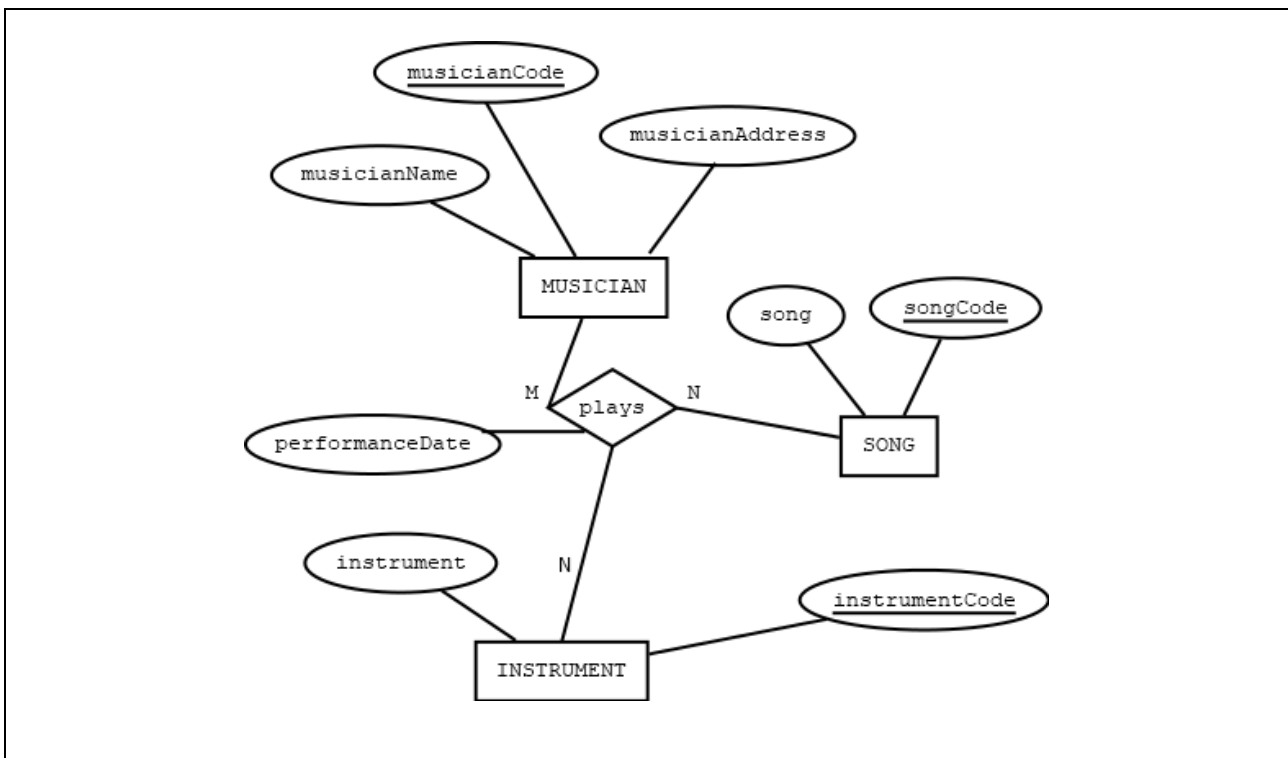 musicianCode
musicianAddress
musicianName
MUSICIAN
song
songCode
M
plays
N
performanceDate
SONG
instrument
N
instrumentCode
INSTRUMENT